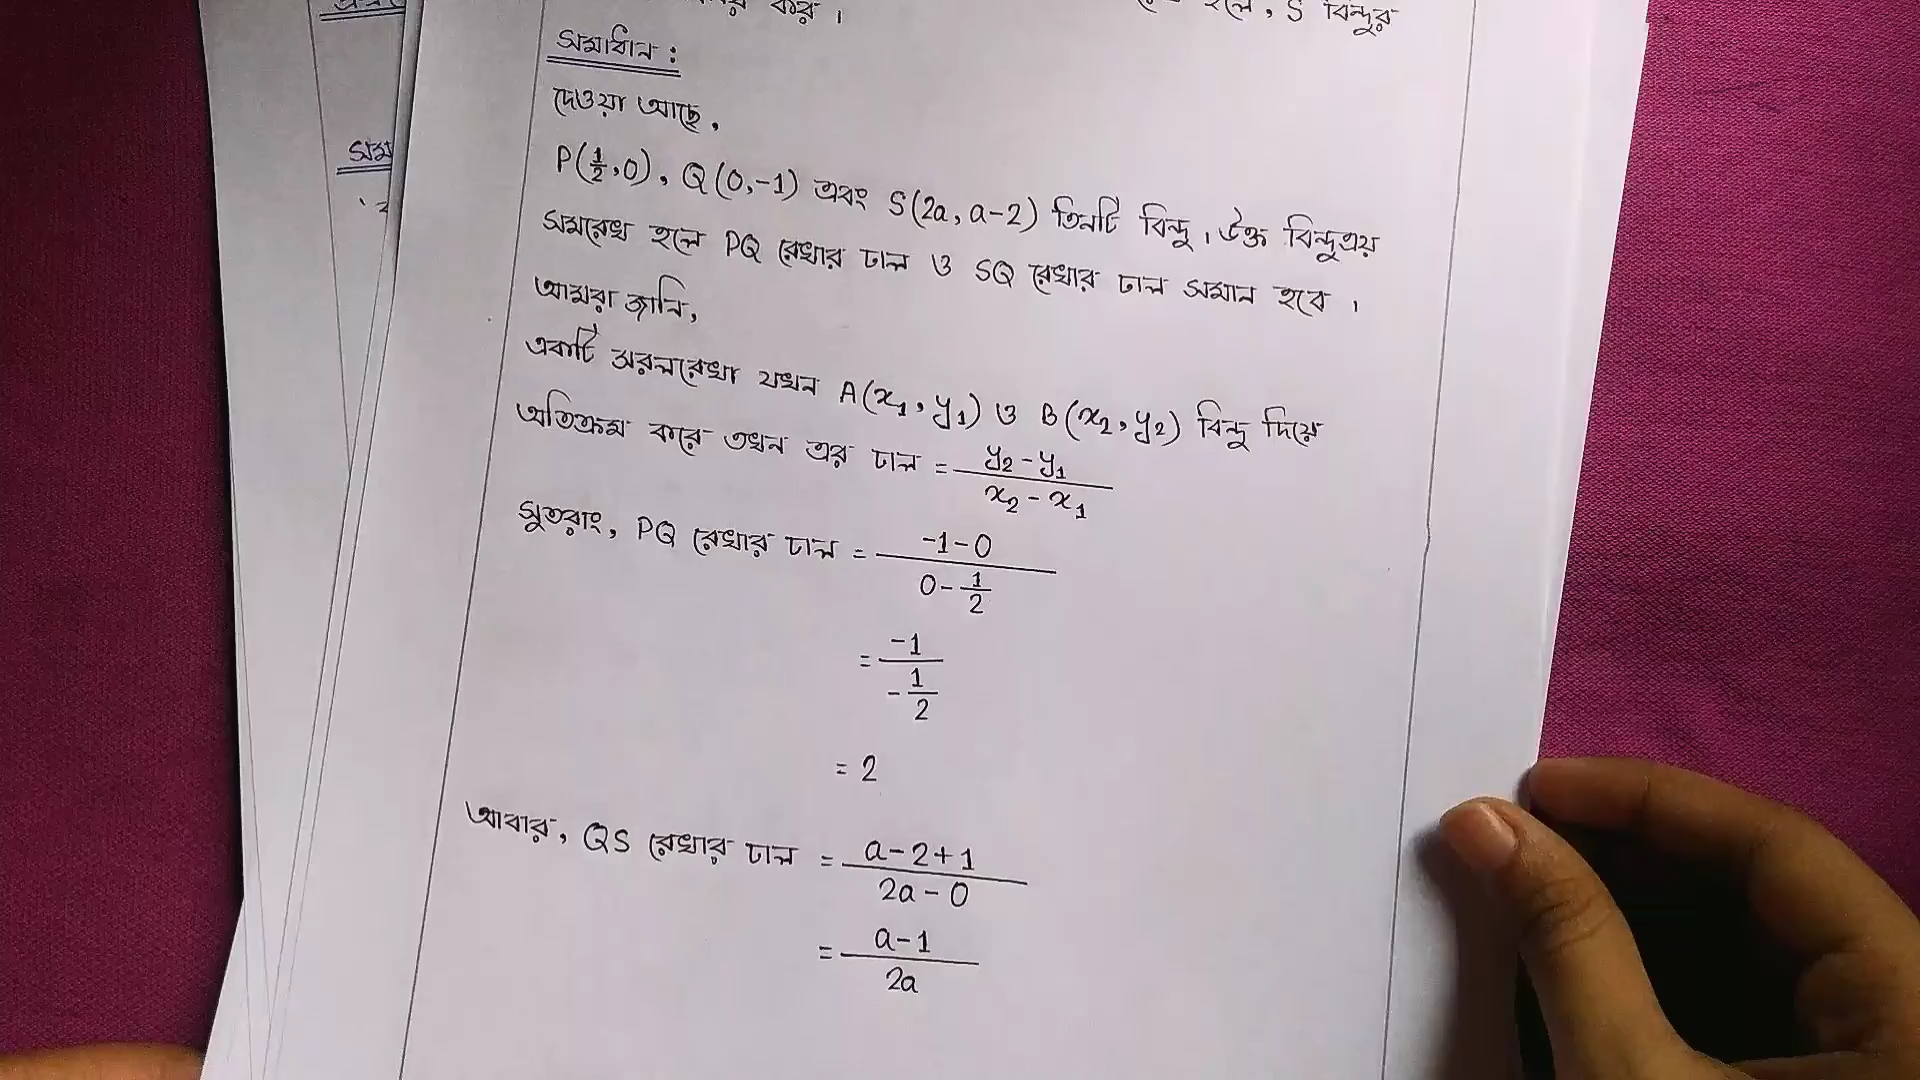 কর।
হলে, S বিন্দুর
সমাধান :
দেওয়া আছে,
P(1/2, 0), Q(0, -1) এবং S(2a, a-2) তিনটি বিন্দু। উক্ত বিন্দুত্রয়
সমরেখ হলে PQ রেখার ঢাল ও SQ রেখার ঢাল সমান হবে।
আমরা জানি,
একটি সরলরেখা যখন A(x₁, y₁) ও B(x₂, y₂) বিন্দু দিয়ে
অতিক্রম করে তখন এর ঢাল = (y₂ - y₁)/(x₂ - x₁)
সুতরাং, PQ রেখার ঢাল = (-1-0)/(0-1/2)
= (-1)/(-1/2)
= 2
আবার, QS রেখার ঢাল = (a-2+1)/(2a-0)
= (a-1)/(2a)